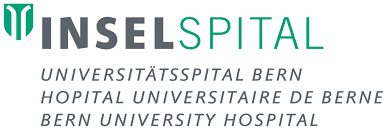 INSELSPITAL
UNIVERSITÄTSSPITAL BERN
HOPITAL UNIVERSITAIRE DE BERNE
BERN UNIVERSITY HOSPITAL